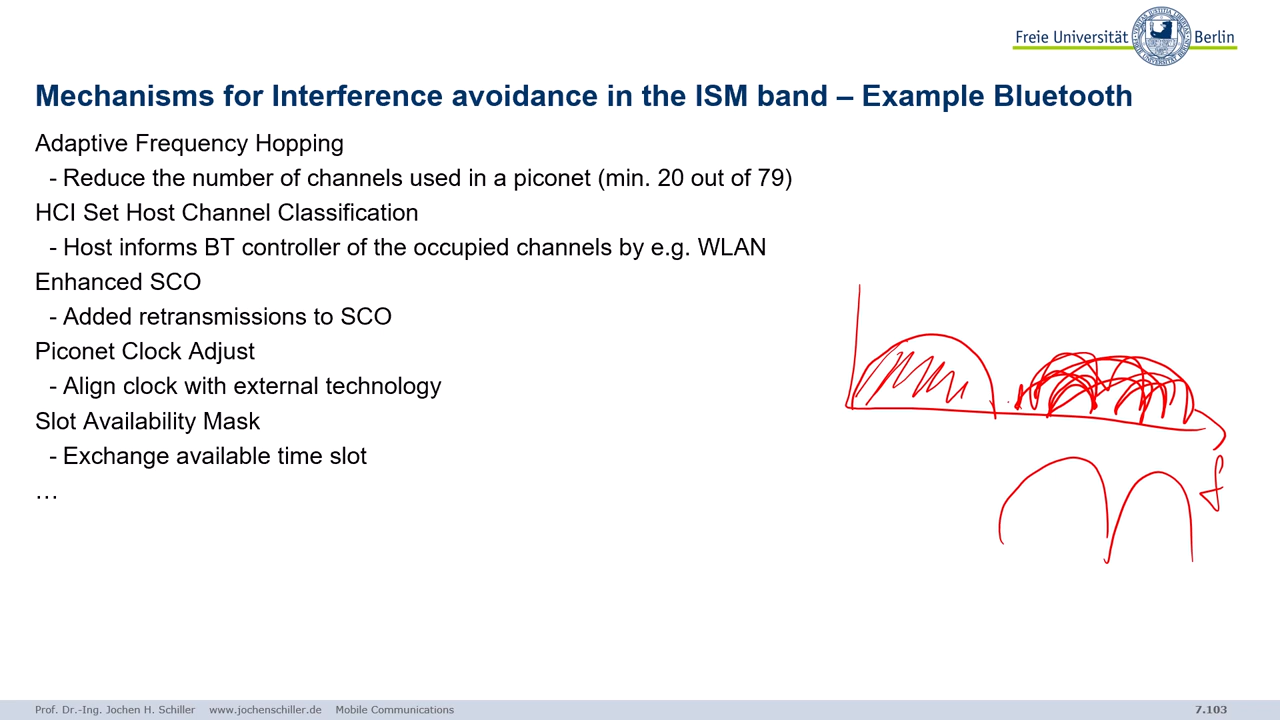 Freie Universität Berlin
Mechanisms for Interference avoidance in the ISM band – Example Bluetooth
Adaptive Frequency Hopping
- Reduce the number of channels used in a piconet (min. 20 out of 79)
HCI Set Host Channel Classification
- Host informs BT controller of the occupied channels by e.g. WLAN
Enhanced SCO
- Added retransmissions to SCO
Piconet Clock Adjust
- Align clock with external technology
Slot Availability Mask
- Exchange available time slot
…
f
Prof. Dr.-Ing. Jochen H. Schiller www.jochenschiller.de Mobile Communications 7.103